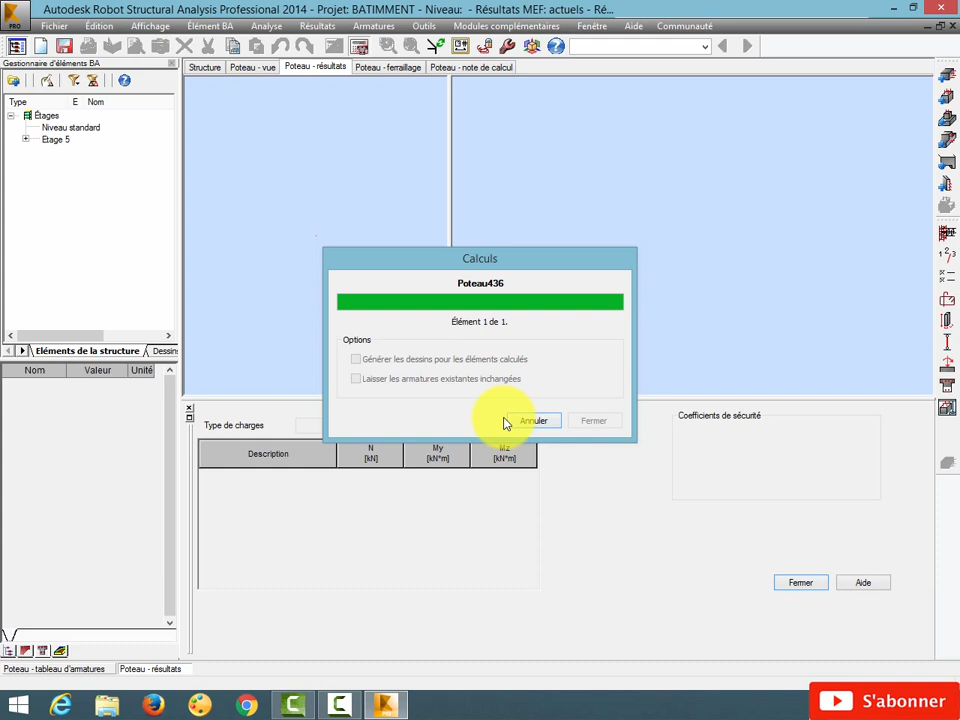 Autodesk Robot Structural Analysis Professional 2014 - Projet: BATIMMENT - Niveau:  - Résultats MEF: actuels - Ré...
PRO
Fichier Édition Affichage Élément BA Analyse Résultats Armatures Outils Modules complémentaires Fenêtre Aide Communauté
Gestionnaire d'éléments BA
Structure Poteau - vue Poteau - résultats Poteau - ferraillage Poteau - note de calcul
Type E Nom
Étages
Niveau standard
Etage 5
Calculs
Poteau436
Élément 1 de 1.
Options
Générer les dessins pour les éléments calculés
Laisser les armatures existantes inchangées
Annuler Fermer
Eléments de la structure Dessins
Nom Valeur Unité
Type de charges
Coefficients de sécurité
Description N [kN] My [kN*m] Mz [kN*m]
Fermer Aide
Poteau - tableau d'armatures Poteau - résultats
S'abonner